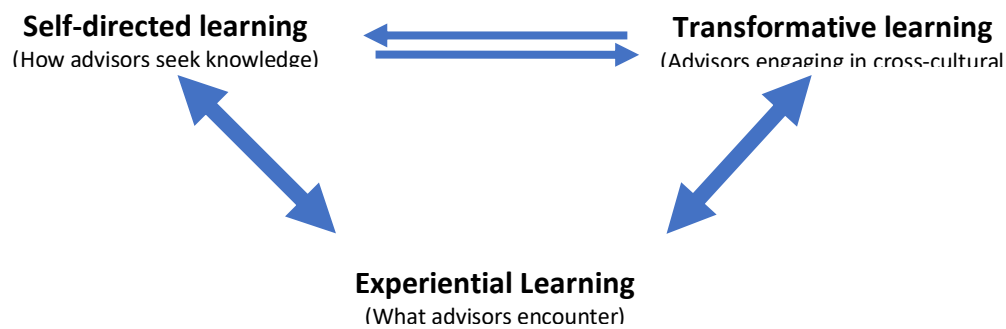 Self-directed learning
(How advisors seek knowledge)
Transformative learning
(Advisors engaging in cross-cultural
Experiential Learning
(What advisors encounter)